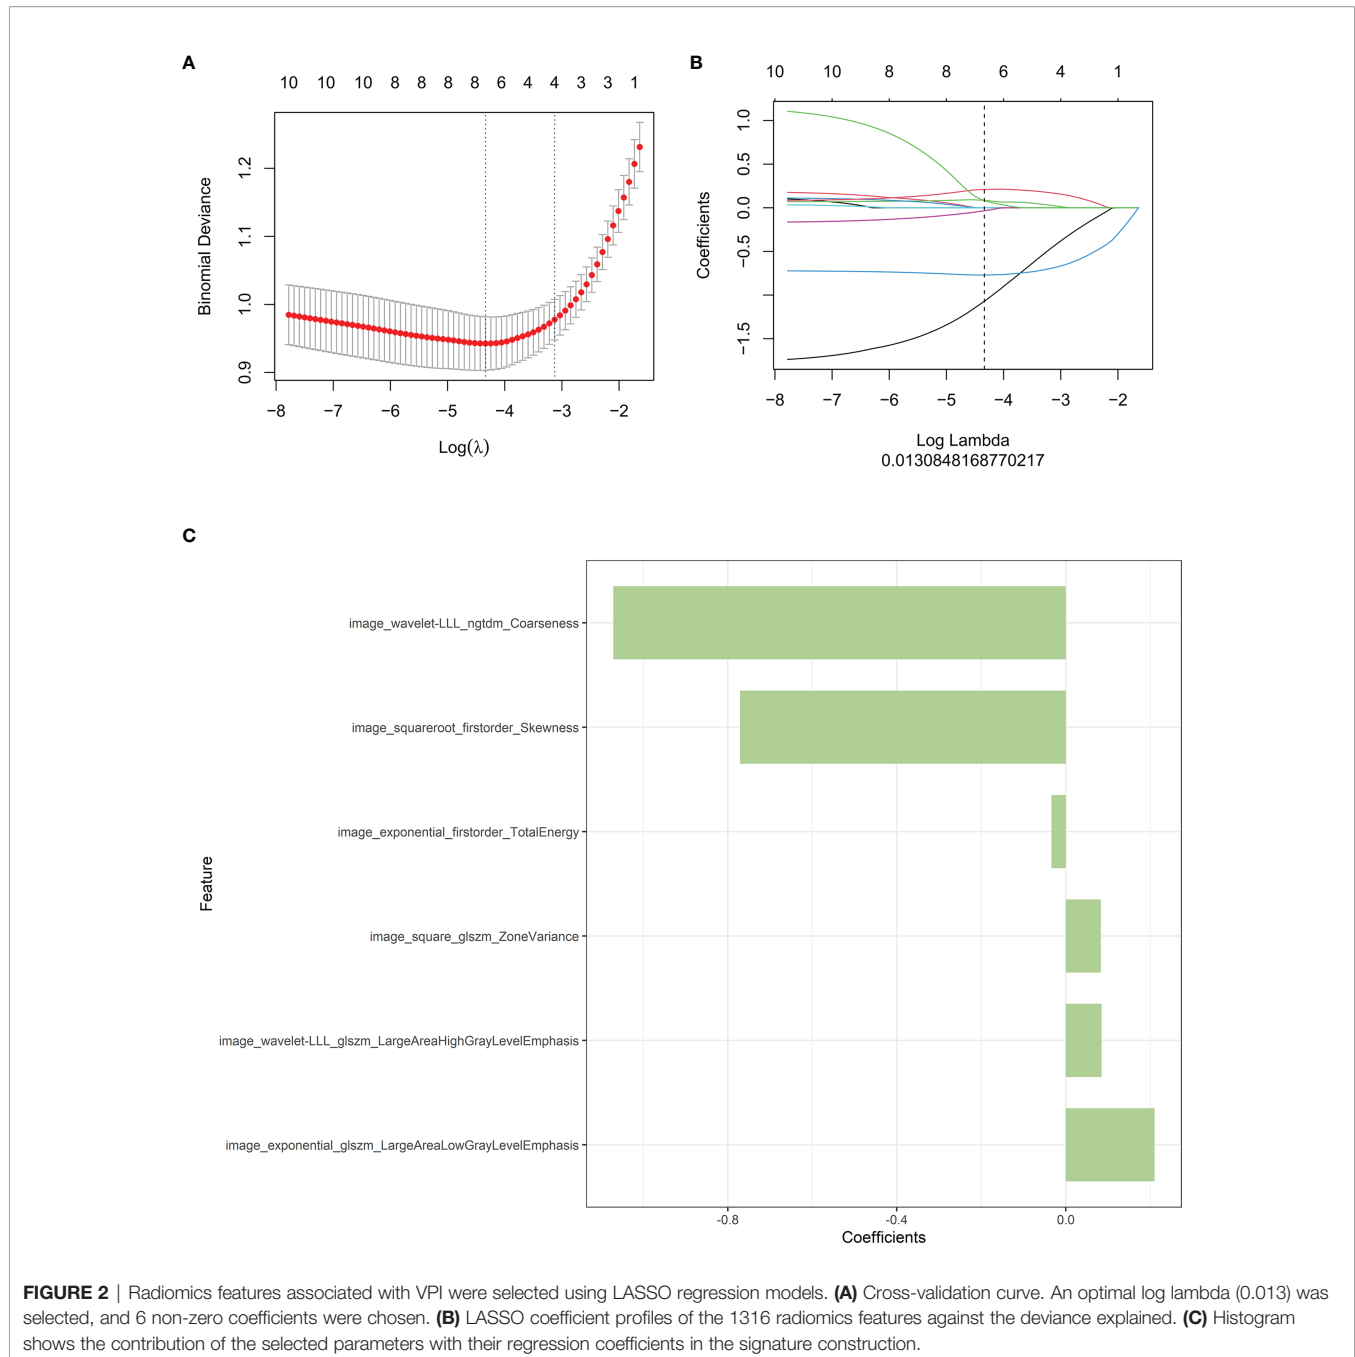 A
10 10 10 8 8 8 8 6 4 3 3 1
Binomial Deviance
1.2
1.1
1.0
0.9
−8 −7 −6 −5 −4 −3 −2
Log(λ)
B
10 10 8 8 6 4 1
Coefficients
1.0
0.5
0.0
−0.5
−1.5
−8 −7 −6 −5 −4 −3 −2
Log Lambda
0.0130848168770217
C
Feature
image_wavelet-LLL_ngtdm_Coarseness
image_squareroot_firstorder_Skewness
image_exponential_firstorder_TotalEnergy
image_square_glszm_ZoneVariance
image_wavelet-LLL_glszm_LargeAreaHighGrayLevelEmphasis
image_exponential_glszm_LargeAreaLowGrayLevelEmphasis
-0.8 -0.4 0.0
Coefficients
FIGURE 2 | Radiomics features associated with VPI were selected using LASSO regression models. (A) Cross-validation curve. An optimal log lambda (0.013) was
selected, and 6 non-zero coefficients were chosen. (B) LASSO coefficient profiles of the 1316 radiomics features against the deviance explained. (C) Histogram
shows the contribution of the selected parameters with their regression coefficients in the signature construction.